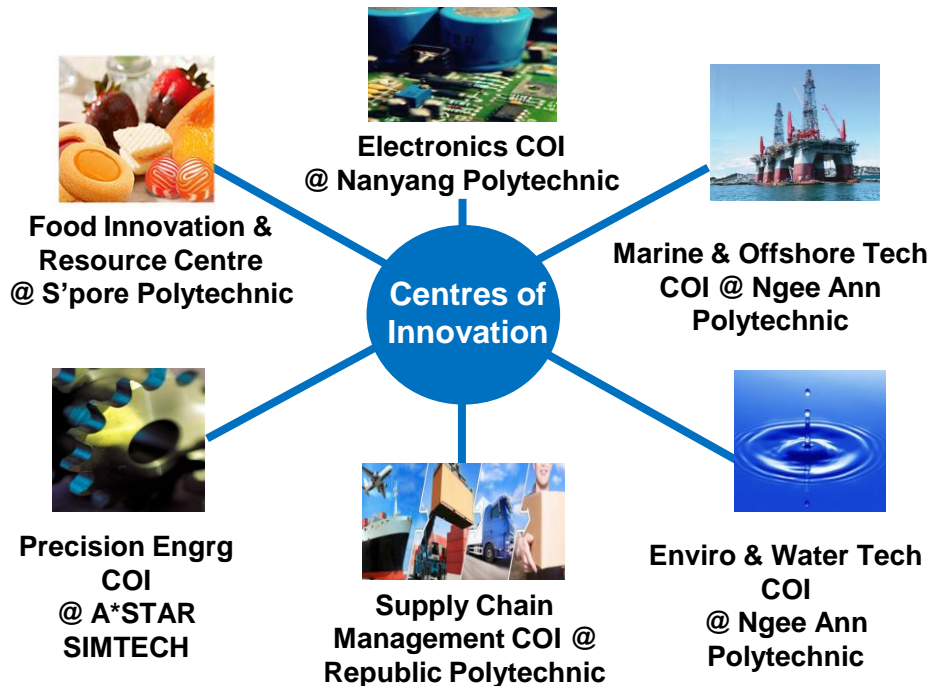 Electronics COI
@ Nanyang Polytechnic
Food Innovation &
Resource Centre
@ S'pore Polytechnic
Marine & Offshore Tech
COI @ Ngee Ann
Polytechnic
Centres of
Innovation
Precision Engrg
COI
@ A*STAR
SIMTECH
Supply Chain
Management COI @
Republic Polytechnic
Enviro & Water Tech
COI
@ Ngee Ann
Polytechnic